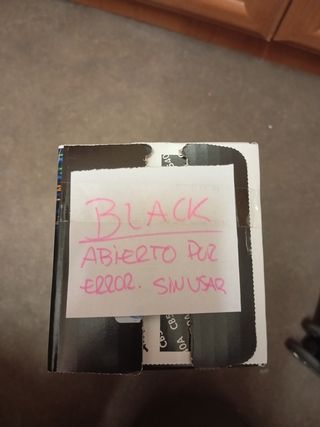 BLACK
ABIERTO POR
ERROR. SIN USAR